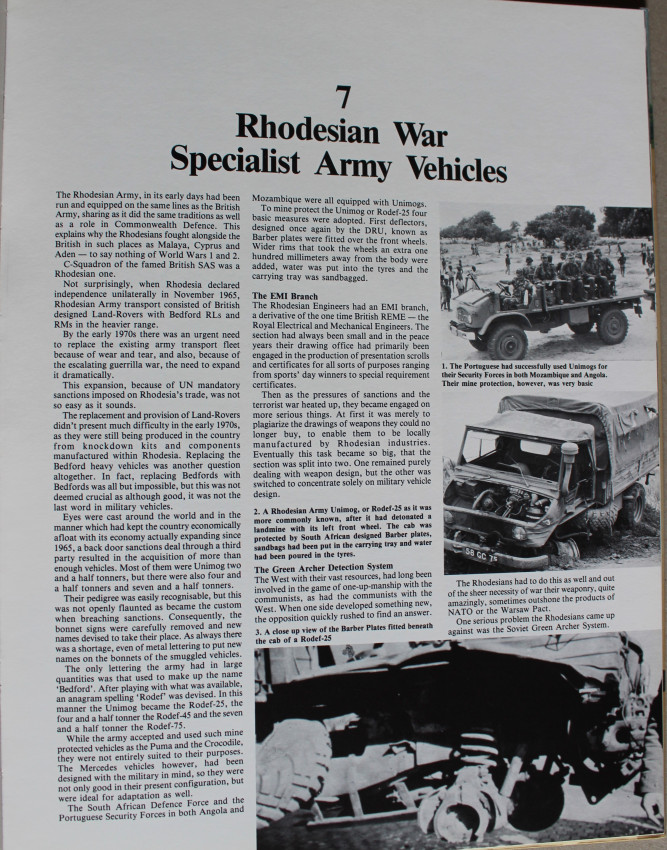 7
Rhodesian War
Specialist Army Vehicles
The Rhodesian Army, in its early days had been
run and equipped on the same lines as the British
Army, sharing as it did the same traditions as well
as a role in Commonwealth Defence. This
explains why the Rhodesians fought alongside the
British in such places as Malaya, Cyprus and
Aden — to say nothing of World Wars 1 and 2.
C-Squadron of the famed British SAS was a
Rhodesian one.
Not surprisingly, when Rhodesia declared
independence unilaterally in November 1965,
Rhodesian Army transport consisted of British
designed Land-Rovers with Bedford RLs and
RMs in the heavier range.
By the early 1970s there was an urgent need
to replace the existing army transport fleet
because of wear and tear, and also, because of
the escalating guerrilla war, the need to expand
it dramatically.
This expansion, because of UN mandatory
sanctions imposed on Rhodesia's trade, was not
so easy as it sounds.
The replacement and provision of Land-Rovers
didn't present much difficulty in the early 1970s,
as they were still being produced in the country
from knockdown kits and components
manufactured within Rhodesia. Replacing the
Bedford heavy vehicles was another question
altogether. In fact, replacing Bedfords with
Bedfords was all but impossible, but this was not
deemed crucial as although good, it was not the
last word in military vehicles.
Eyes were cast around the world and in the
manner which had kept the country economically
afloat with its economy actually expanding since
1965, a back door sanctions deal through a third
party resulted in the acquisition of more than
enough vehicles. Most of them were Unimog two
and a half tonners, but there were also four and
a half tonners and seven and a half tonners.
Their pedigree was easily recognisable, but this
was not openly flaunted as became the custom
when breaching sanctions. Consequently, the
bonnet signs were carefully removed and new
names devised to take their place. As always there
was a shortage, even of metal lettering to put new
names on the bonnets of the smuggled vehicles.
The only lettering the army had in large
quantities was that used to make up the name
'Bedford'. After playing with what was available,
an anagram spelling 'Rodef' was devised. In this
manner the Unimog became the Rodef-25, the
four and a half tonner the Rodef-45 and the seven
and a half tonner the Rodef-75.
While the army accepted and used such mine
protected vehicles as the Puma and the Crocodile,
they were not entirely suited to their purposes.
The Mercedes vehicles however, had been
designed with the military in mind, so they were
not only good in their present configuration, but
were ideal for adaptation as well.
The South African Defence Force and the
Portuguese Security Forces in both Angola and
Mozambique were all equipped with Unimogs.
To mine protect the Unimog or Rodef-25 four
basic measures were adopted. First deflectors,
designed once again by the DRU, known as
Barber plates were fitted over the front wheels.
Wider rims that took the wheels an extra one
hundred millimeters away from the body were
added, water was put into the tyres and the
carrying tray was sandbagged.
The EMI Branch
The Rhodesian Engineers had an EMI branch,
a derivative of the one time British REME — the
Royal Electrical and Mechanical Engineers. The
section had always been small and in the peace
years their drawing office had primarily been
engaged in the production of presentation scrolls
and certificates for all sorts of purposes ranging
from sports' day winners to special requirement
certificates.
Then as the pressures of sanctions and the
terrorist war heated up, they became engaged on
more serious things. At first it was merely to
plagiarize the drawings of weapons they could no
longer buy, to enable them to be locally
manufactured by Rhodesian industries.
Eventually this task became so big, that the
section was split into two. One remained purely
dealing with weapon design, but the other was
switched to concentrate solely on military vehicle
design.
2. A Rhodesian Army Unimog, or Rodef-25 as it was
more commonly known, after it had detonated a
landmine with its left front wheel. The cab was
protected by South African designed Barber plates,
sandbags had been put in the carrying tray and water
had been poured in the tyres.
The Green Archer Detection System
The West with their vast resources, had long been
involved in the game of one-up-manship with the
communists, as had the communists with the
West. When one side developed something new,
the opposition quickly rushed to find an answer.
3. A close up view of the Barber Plates fitted beneath
the cab of a Rodef-25
1. The Portuguese had successfully used Unimogs for
their Security Forces in both Mozambique and Angola.
Their mine protection, however, was very basic
The Rhodesians had to do this as well and out
of the sheer necessity of war their weaponry, quite
amazingly, sometimes outshone the products of
NATO or the Warsaw Pact.
One serious problem the Rhodesians came up
against was the Soviet Green Archer System.